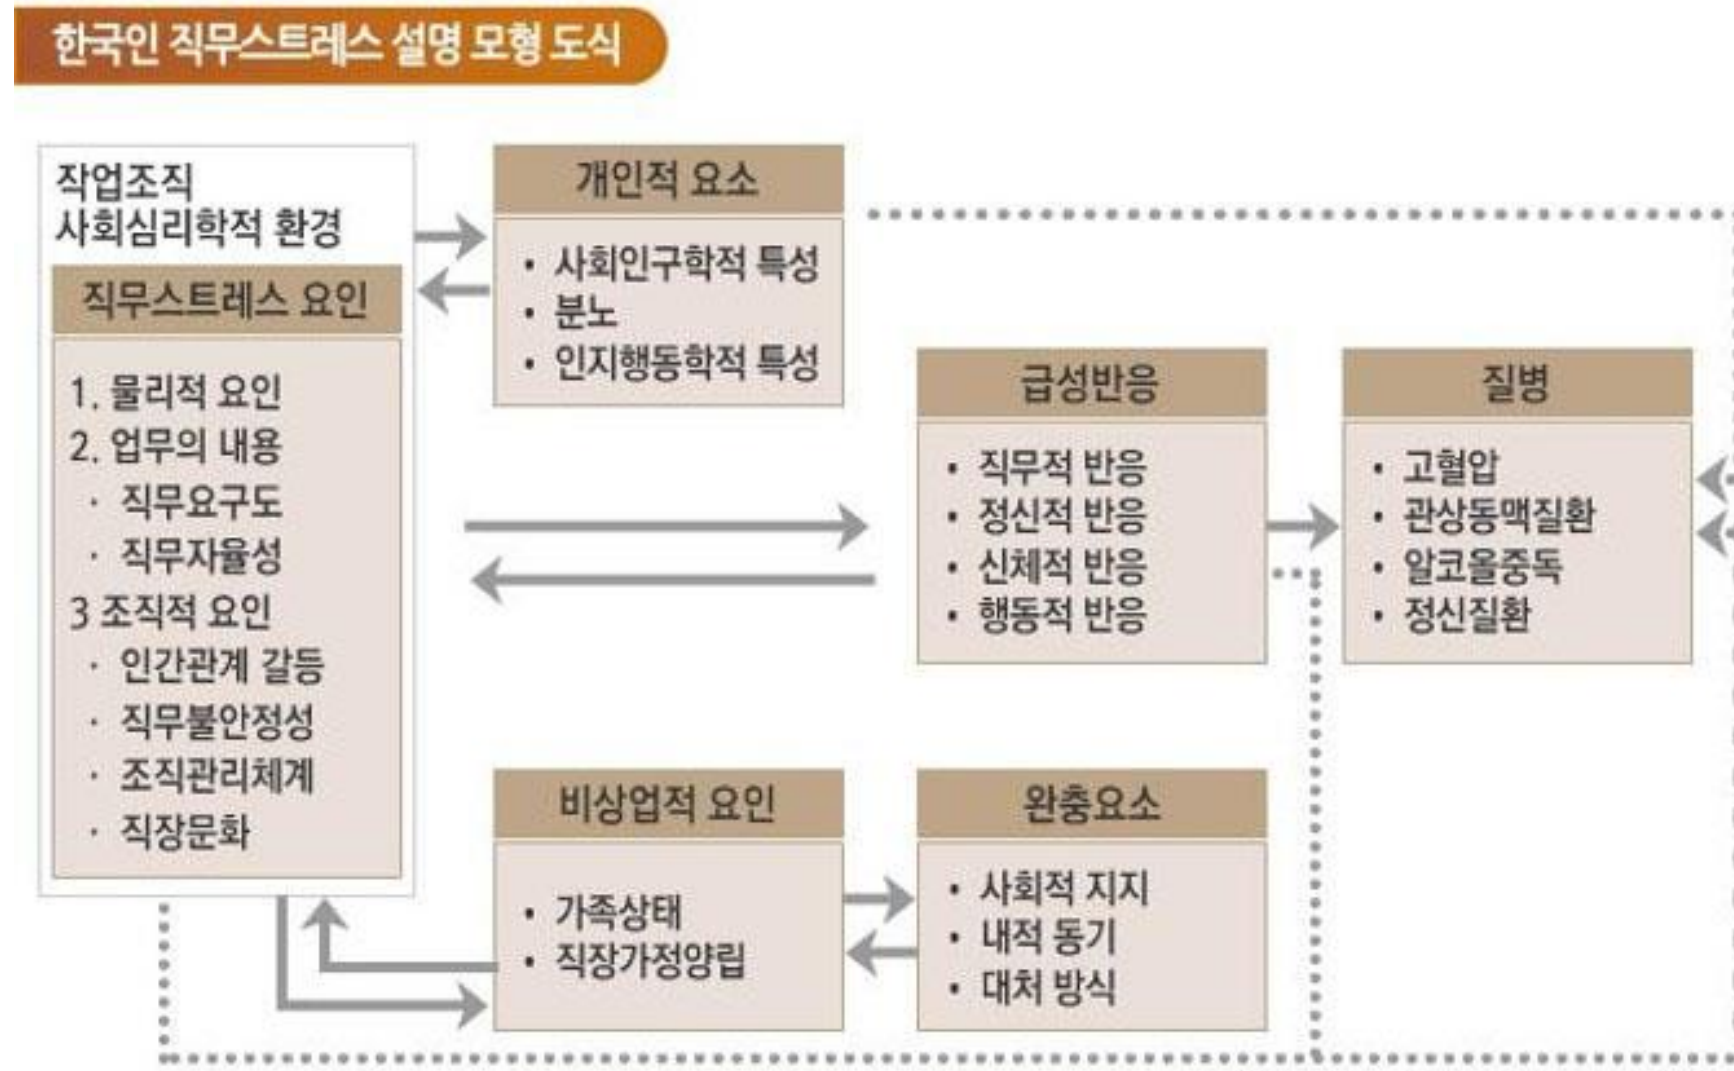 한국인 직무스트레스 설명 모형 도식
작업조직
사회심리학적 환경
직무스트레스 요인
1. 물리적 요인
2. 업무의 내용
· 직무요구도
· 직무자율성
3 조직적 요인
· 인간관계 갈등
· 직무불안정성
· 조직관리체계
· 직장문화
개인적 요소
• 사회인구학적 특성
• 분노
• 인지행동학적 특성
급성반응
• 직무적 반응
• 정신적 반응
• 신체적 반응
• 행동적 반응
질병
• 고혈압
• 관상동맥질환
• 알코올중독
• 정신질환
비상업적 요인
• 가족상태
• 직장가정양립
완충요소
• 사회적 지지
• 내적 동기
• 대처 방식